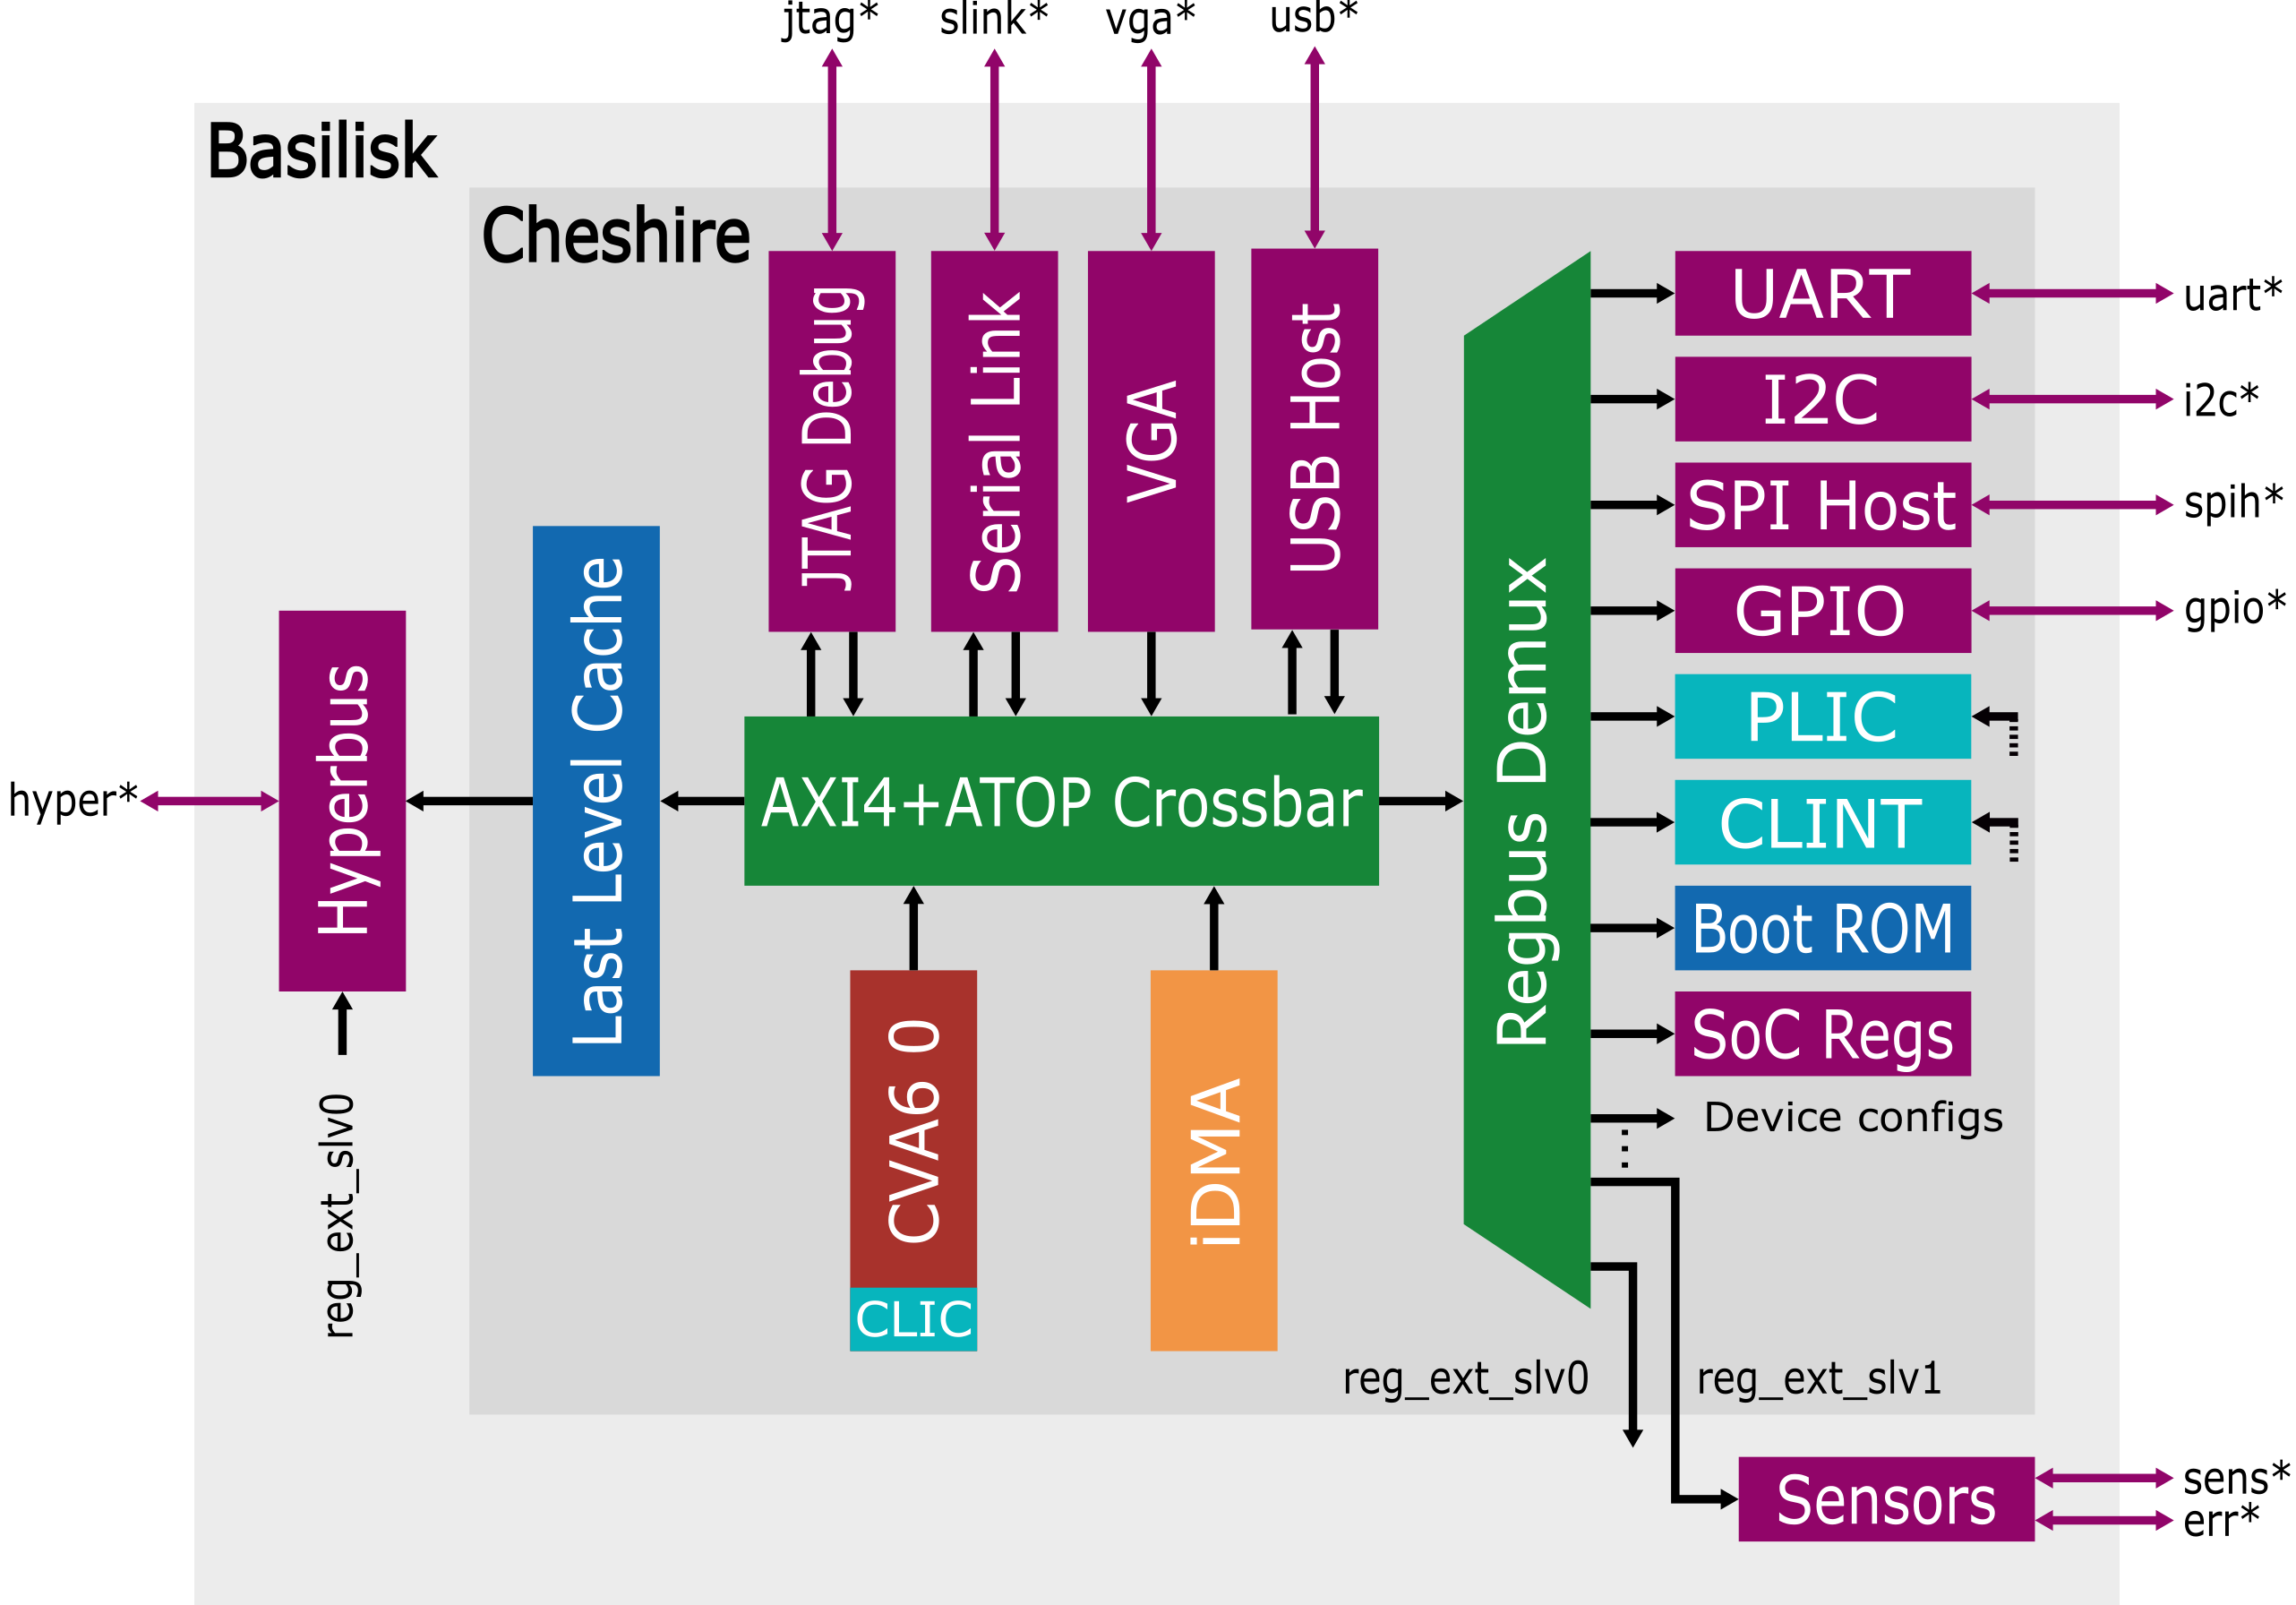 jtag*
slink*
vga*
usb*
Basilisk
Cheshire
JTAG Debug
Serial Link
VGA
USB Host
UART
uart*
I2C
i2c*
SPI Host
spih*
GPIO
gpio*
PLIC
CLINT
Boot ROM
SoC Regs
Device configs
Regbus Demux
hyper*
Hyperbus
Last Level Cache
AXI4+ATOP Crossbar
reg_ext_slv0
CVA6 0
CLIC
iDMA
reg_ext_slv0
reg_ext_slv1
Sensors
sens*
err*